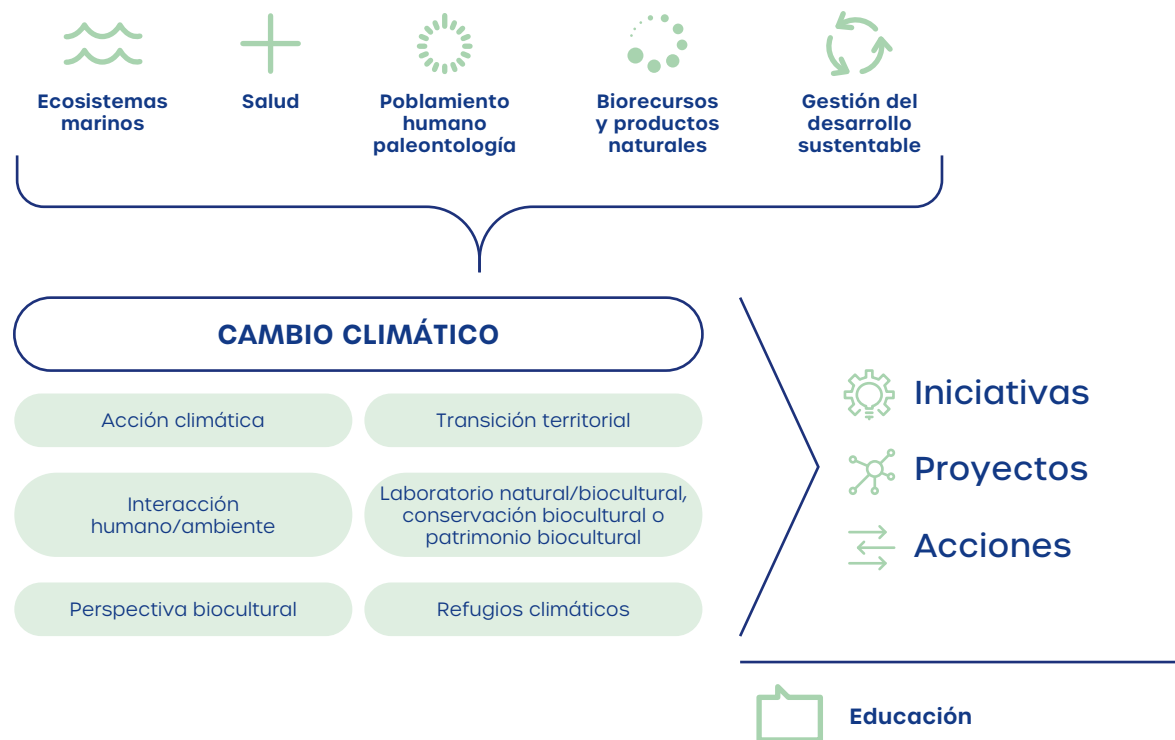 Ecosistemas
marinos
Salud
Poblamiento
humano
paleontología
Biorecursos
y productos
naturales
Gestión del
desarrollo
sustentable
CAMBIO CLIMÁTICO
Acción climática
Transición territorial
Interacción
humano/ambiente
Laboratorio natural/biocultural,
conservación biocultural o
patrimonio biocultural
Perspectiva biocultural
Refugios climáticos
Iniciativas
Proyectos
Acciones
Educación